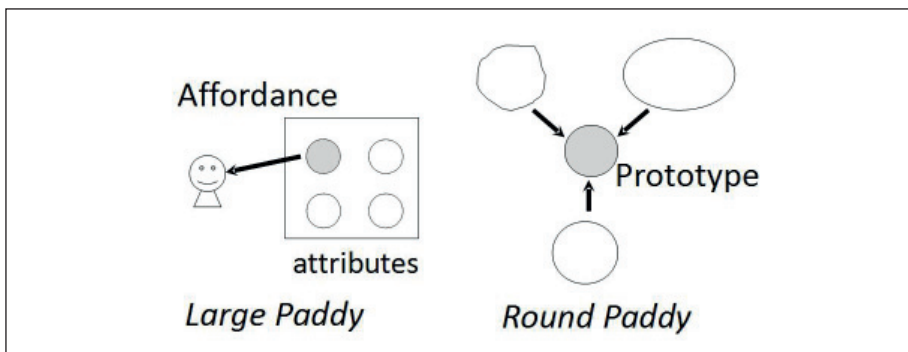 Affordance
attributes
Large Paddy
Prototype
Round Paddy